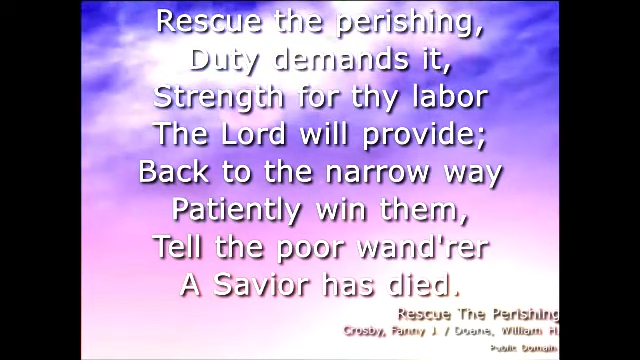 Rescue the perishing,
Duty demands it,
Strength for thy labor
The Lord will provide;
Back to the narrow way
Patiently win them,
Tell the poor wand'rer
A Savior has died.
Rescue The Perishing
Crosby, Fanny J. / Doane, William H.
Public Domain